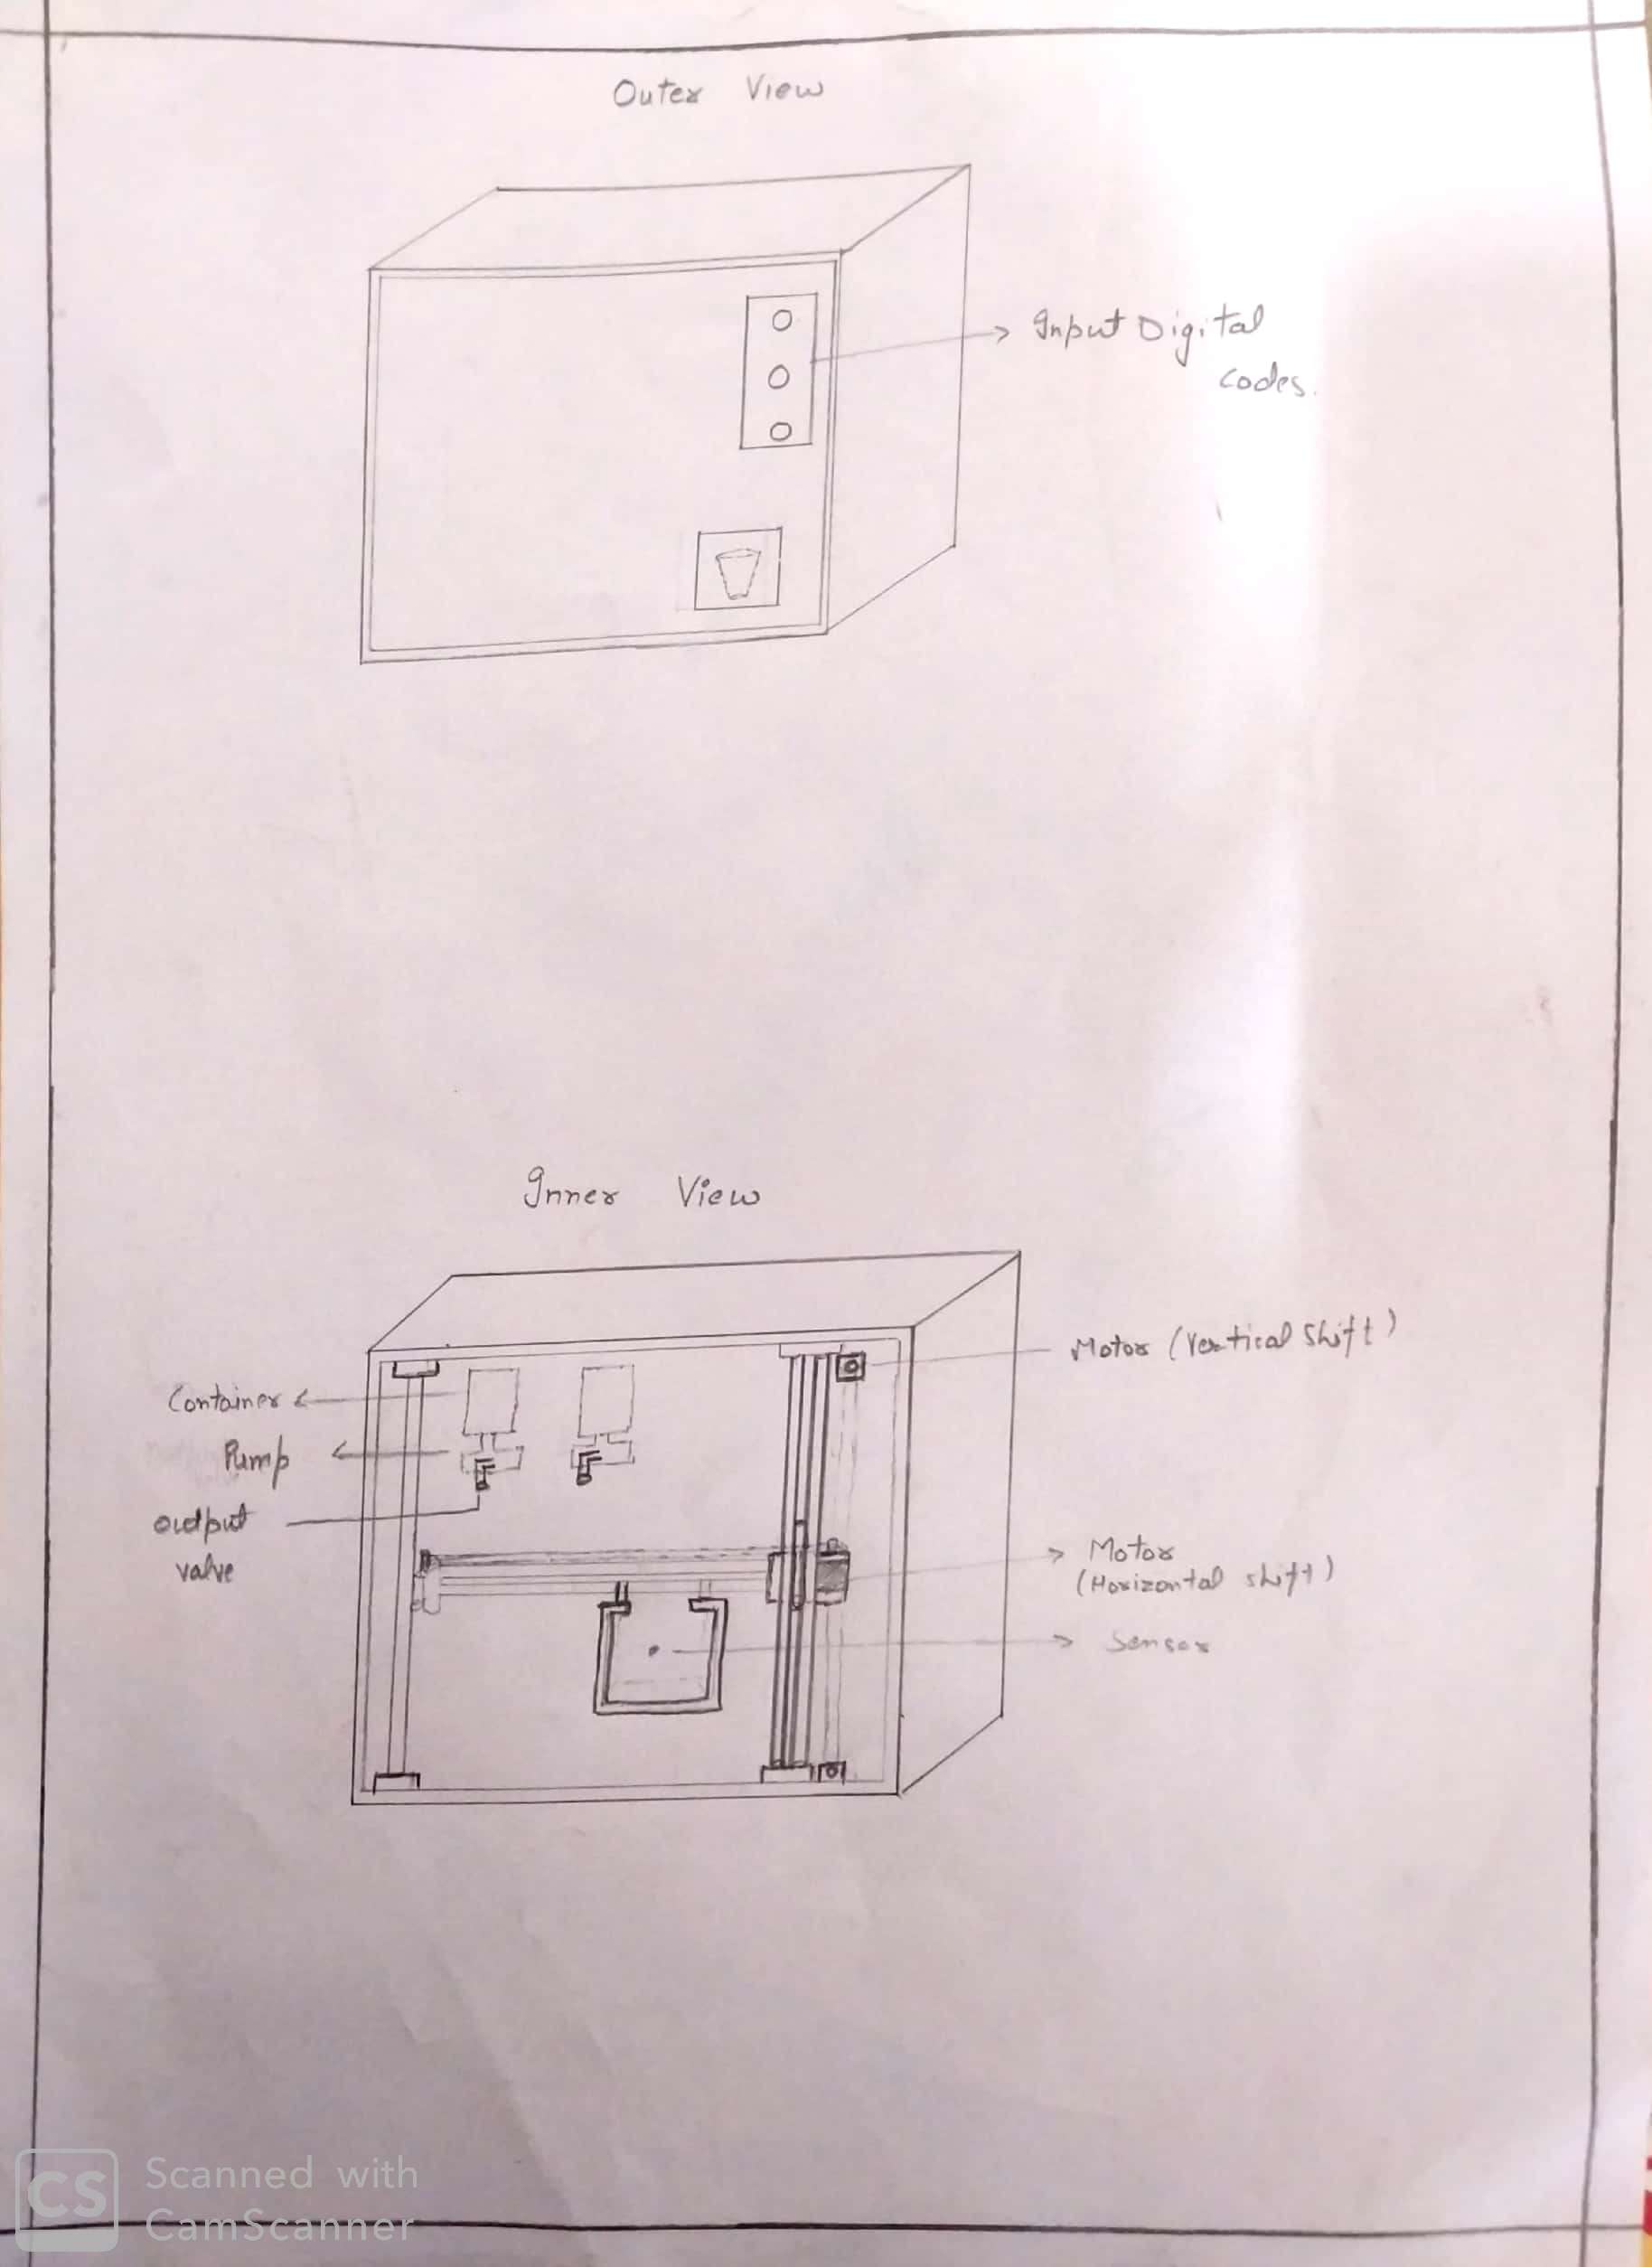 Outer View
Input Digital
codes.
Inner View
Motor (Vertical Shift)
Container
Pump
Output
valve
Motor
(Horizontal shift)
Sensor
CS Scanned with
CamScanner